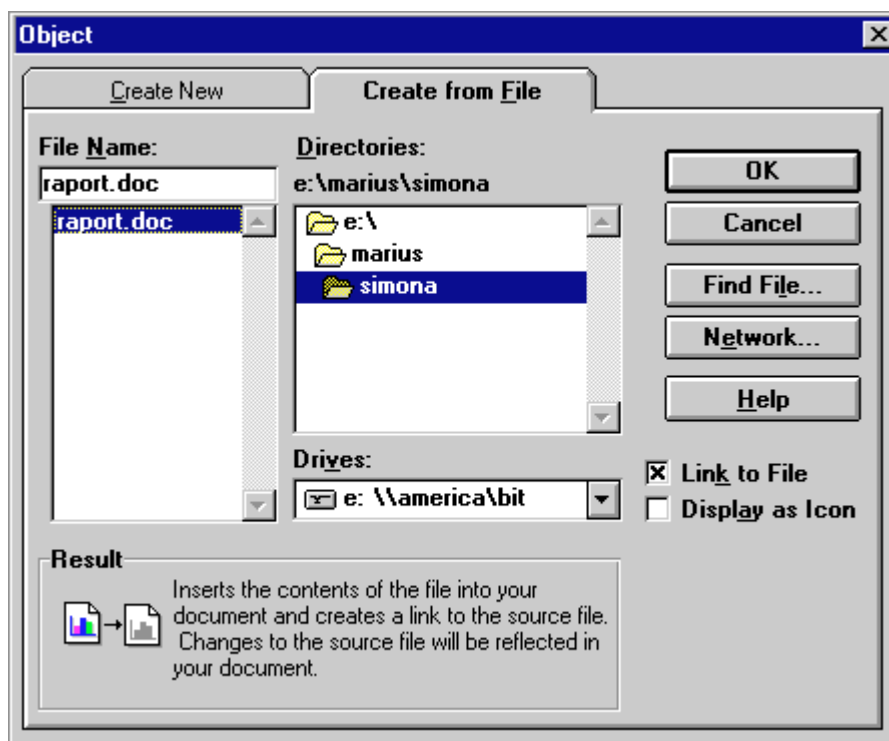 Object
Create New
Create from File
File Name:
raport.doc
raport.doc
Directories:
e:\marius\simona
e:\
marius
simona
Drives:
e: \\america\bit
OK
Cancel
Find File...
Network...
Help
Link to File
Display as Icon
Result
Inserts the contents of the file into your
document and creates a link to the source file.
Changes to the source file will be reflected in
your document.